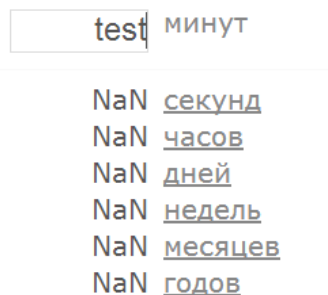 test минут
NaN секунд
NaN часов
NaN дней
NaN недель
NaN месяцев
NaN годов